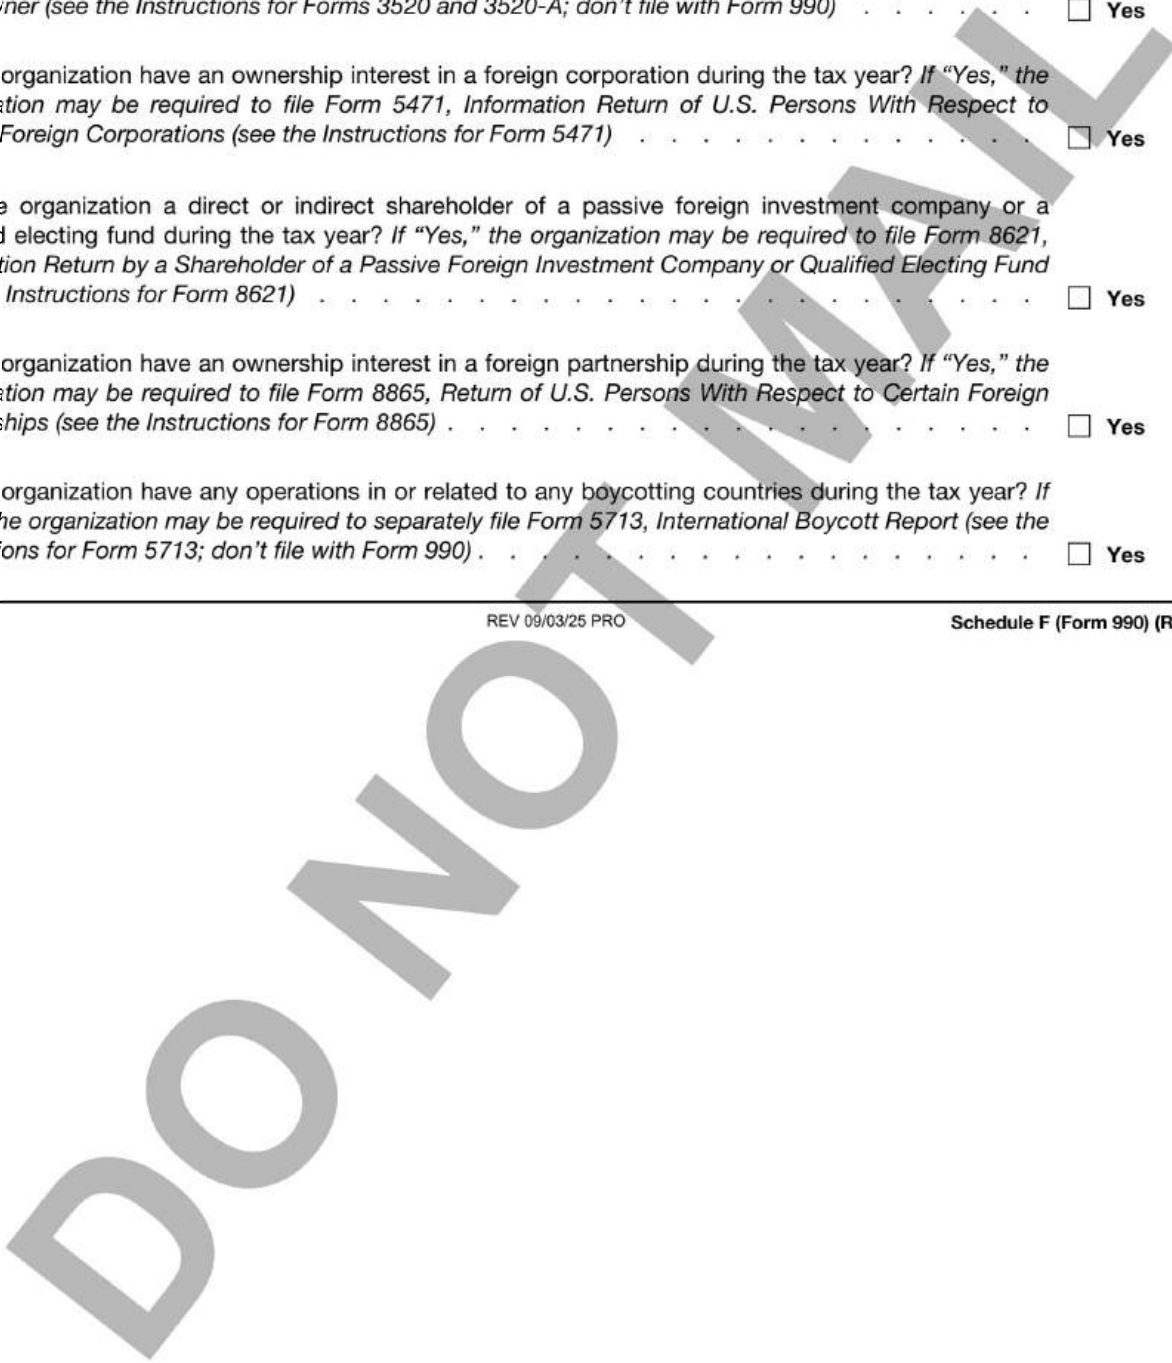 ner (see the Instructions for Forms 3520 and 3520-A; don't file with Form 990) . . . . . . ☐ Yes
organization have an ownership interest in a foreign corporation during the tax year? If “Yes,” the
tion may be required to file Form 5471, Information Return of U.S. Persons With Respect to
Foreign Corporations (see the Instructions for Form 5471) . . . . . . . . . . . . . ☐ Yes
e organization a direct or indirect shareholder of a passive foreign investment company or a
d electing fund during the tax year? If “Yes,” the organization may be required to file Form 8621,
tion Return by a Shareholder of a Passive Foreign Investment Company or Qualified Electing Fund
Instructions for Form 8621) . . . . . . . . . . . . . . . . . . . . . . . ☐ Yes
organization have an ownership interest in a foreign partnership during the tax year? If “Yes,” the
ation may be required to file Form 8865, Return of U.S. Persons With Respect to Certain Foreign
ships (see the Instructions for Form 8865) . . . . . . . . . . . . . . . . . . . ☐ Yes
organization have any operations in or related to any boycotting countries during the tax year? If
he organization may be required to separately file Form 5713, International Boycott Report (see the
ons for Form 5713; don't file with Form 990) . . . . . . . . . . . . . . . . . . ☐ Yes
REV 09/03/25 PRO Schedule F (Form 990) (R
DO NOT MAIL